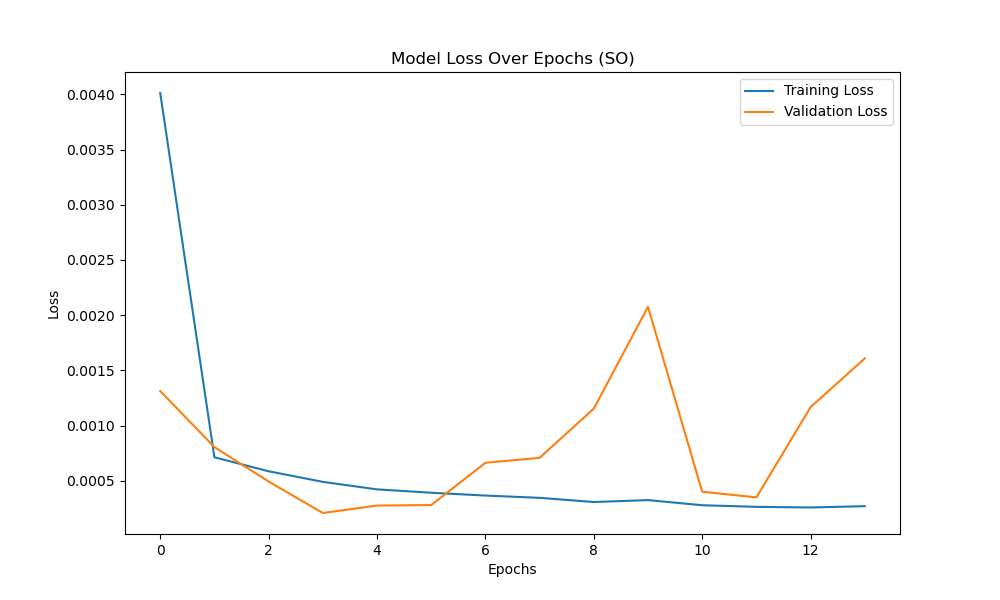 Model Loss Over Epochs (SO)
Training Loss
Validation Loss
0.0040
0.0035
0.0030
0.0025
0.0020
0.0015
0.0010
0.0005
Loss
0 2 4 6 8 10 12
Epochs